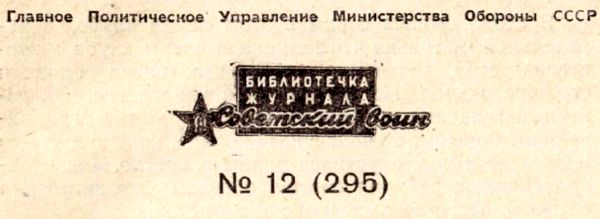 Главное Политическое Управление Министерства Обороны СССР
БИБЛИОТЕЧКА
ЖУРНАЛА
Советский воин
№ 12 (295)